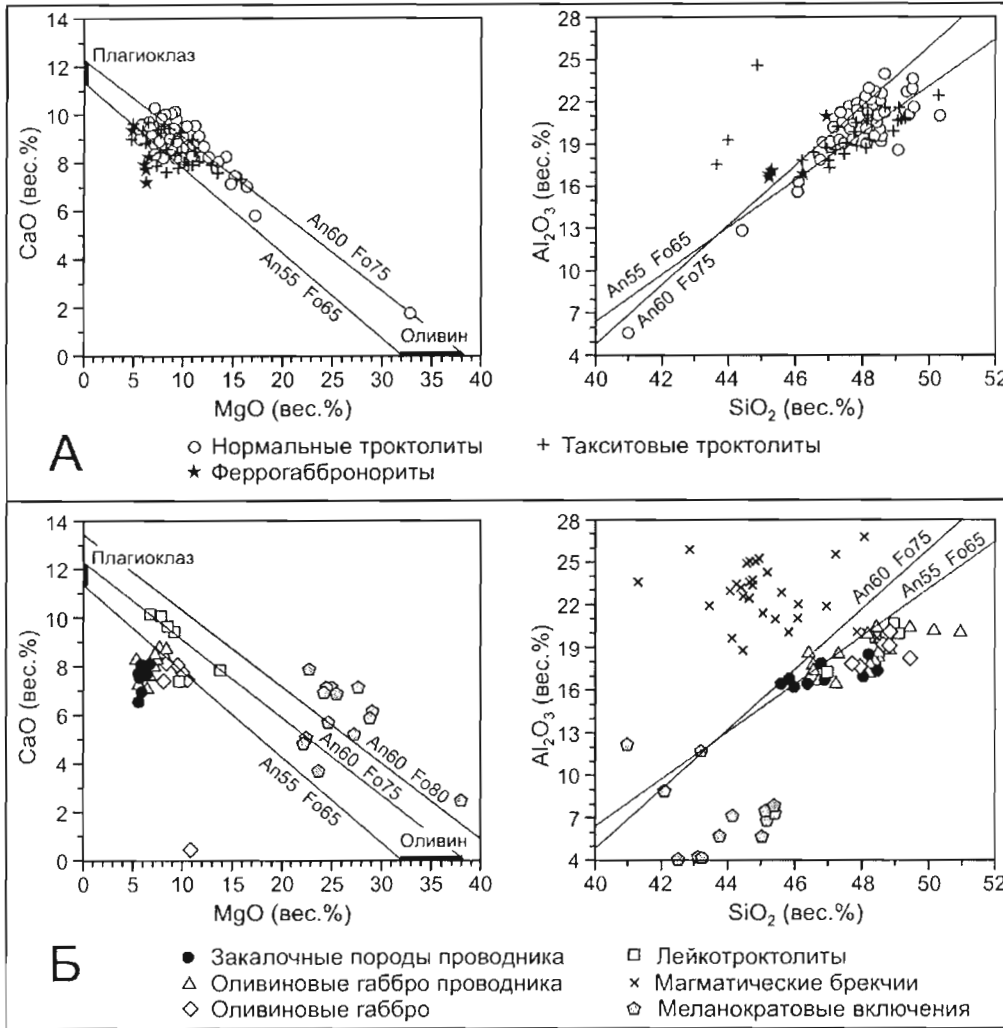 14
12
10
8
6
4
2
0
CaO (вес.%)
Плагиоклаз
An60 Fo75
An55 Fo65
Оливин
0 5 10 15 20 25 30 35 40
MgO (вес.%)
28
25
22
19
16
13
10
7
4
Al₂O₃ (вес.%)
An55 Fo65
An60 Fo75
40 42 44 46 48 50 52
SiO₂ (вес.%)
А
Нормальные троктолиты
Такситовые троктолиты
Феррогаббронориты
14
12
10
8
6
4
2
0
CaO (вес.%)
Плагиоклаз
An60 Fo80
An60 Fo75
An55 Fo65
Оливин
0 5 10 15 20 25 30 35 40
MgO (вес.%)
28
25
22
19
16
13
10
7
4
Al₂O₃ (вес.%)
An60 Fo75
An55 Fo65
40 42 44 46 48 50 52
SiO₂ (вес.%)
Б
Закалочные породы проводника
Лейкотроктолиты
Оливиновые габбро проводника
Магматические брекчии
Оливиновые габбро
Меланократовые включения